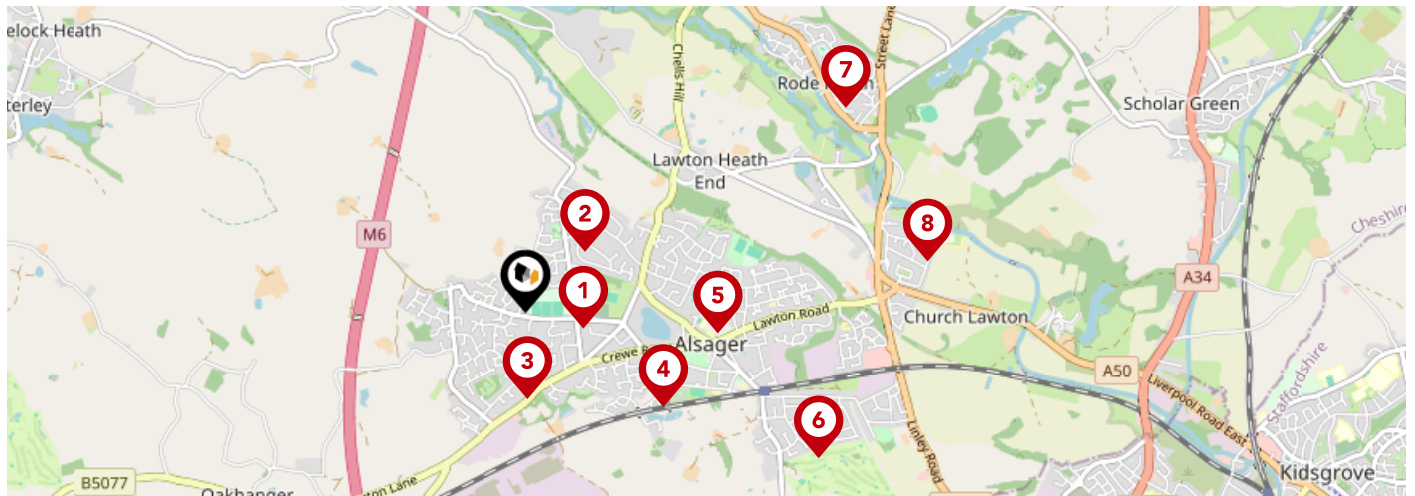 elock Heath
terley
Chells Hill
Street Lane
7
Rode
Scholar Green
Lawton Heath
End
2
8
M6
Cheshire
1
5
A34
Lawton Road
Church Lawton
Alsager
Crewe
3
4
A50
Staffordshire
Liverpool Road East
6
Linley Road
Kidsgrove
B5077
ton Lane
Oakhanger